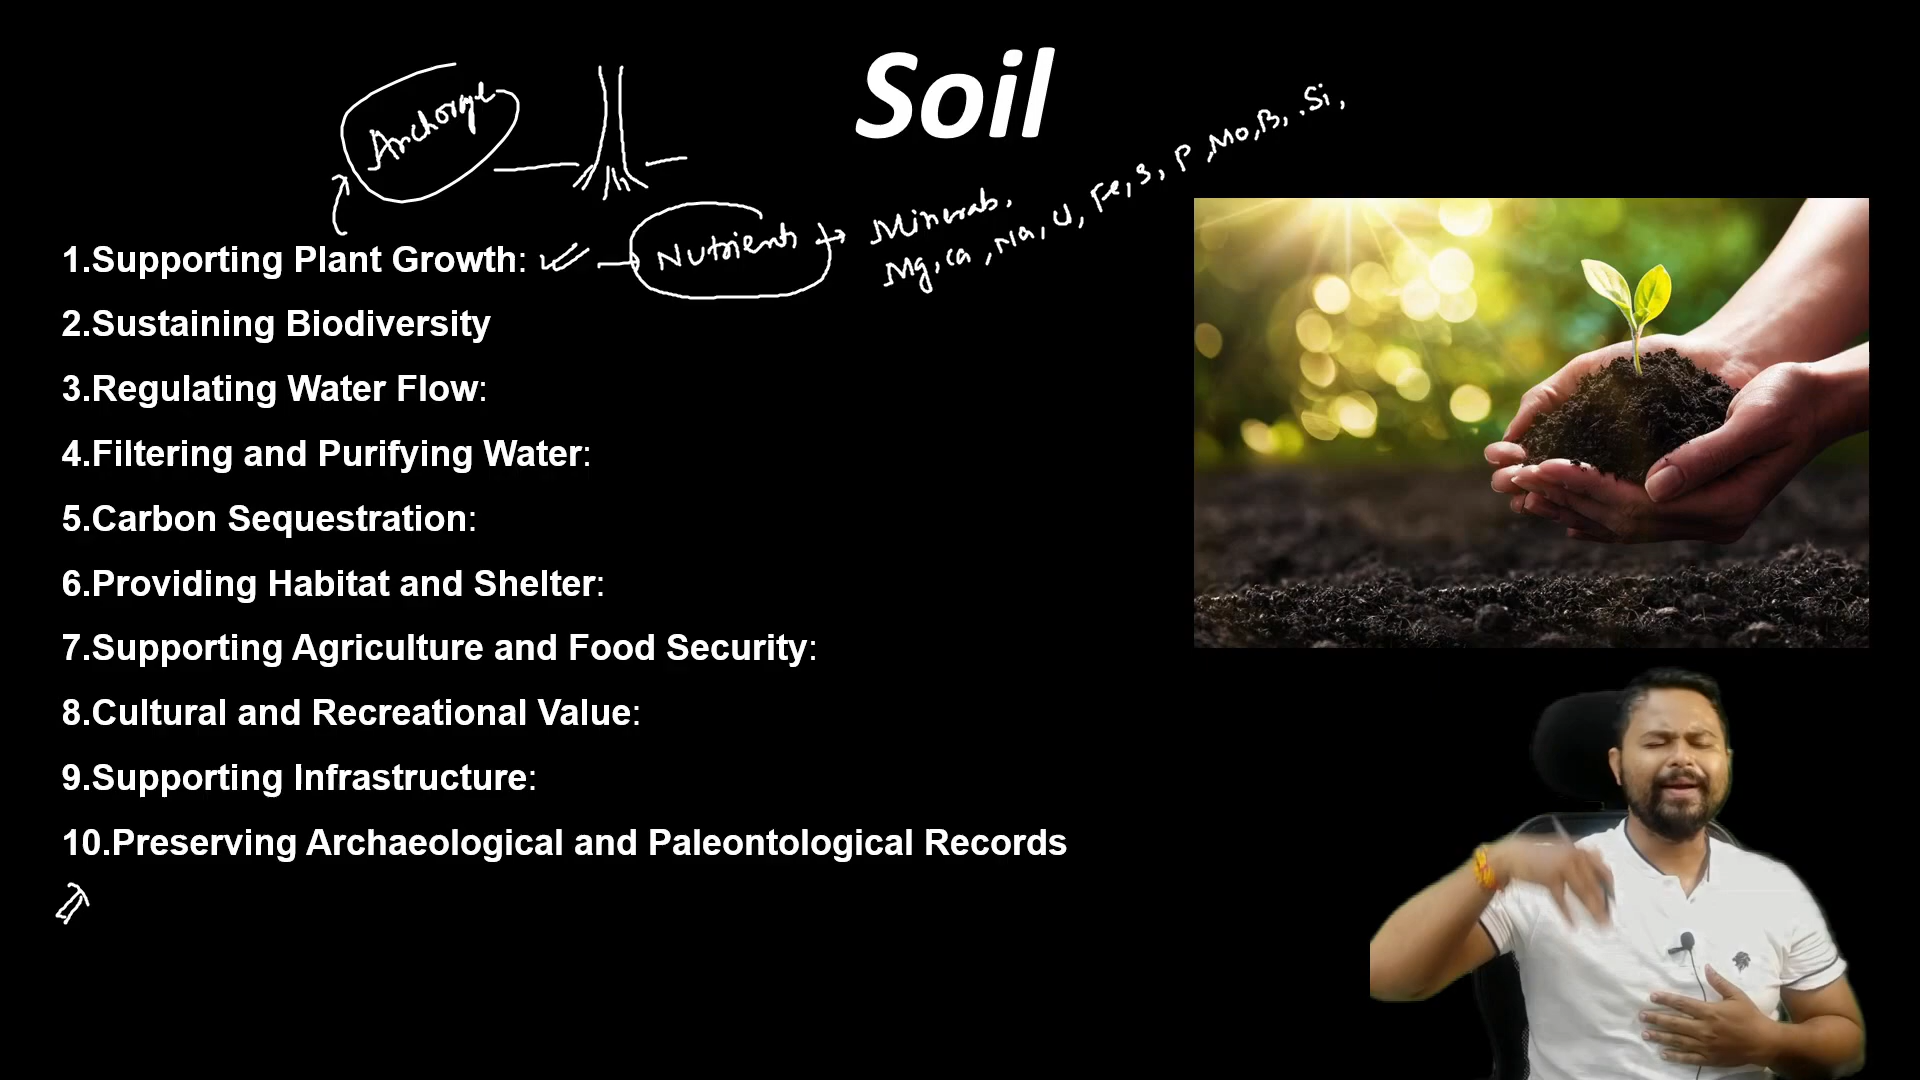 Soil
Anchorage
Nutrients → Minerals,
Mg, Ca, Na, Cl, Fe, S, P, Mo, B, Si,
1.Supporting Plant Growth:
2.Sustaining Biodiversity
3.Regulating Water Flow:
4.Filtering and Purifying Water:
5.Carbon Sequestration:
6.Providing Habitat and Shelter:
7.Supporting Agriculture and Food Security:
8.Cultural and Recreational Value:
9.Supporting Infrastructure:
10.Preserving Archaeological and Paleontological Records